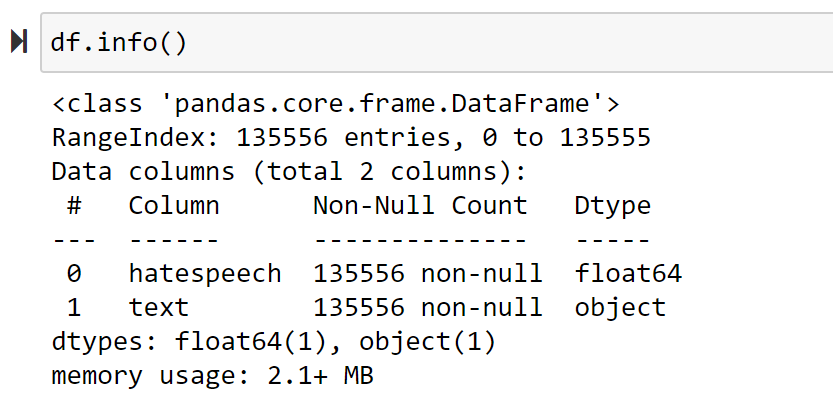 df.info()
<class 'pandas.core.frame.DataFrame'>
RangeIndex: 135556 entries, 0 to 135555
Data columns (total 2 columns):
 #   Column      Non-Null Count   Dtype
---  ------      --------------   -----
 0   hatespeech  135556 non-null  float64
 1   text        135556 non-null  object
dtypes: float64(1), object(1)
memory usage: 2.1+ MB